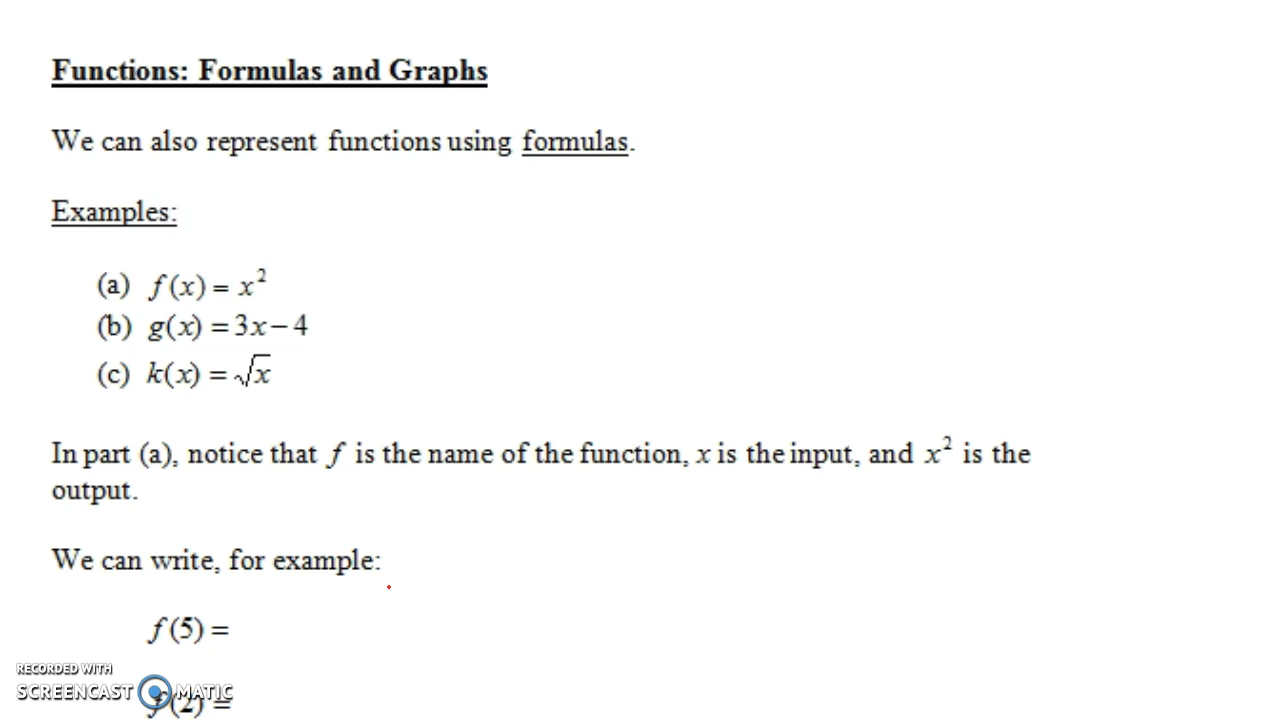 Functions: Formulas and Graphs
We can also represent functions using formulas.
Examples:
(a) f(x) = x²
(b) g(x) = 3x − 4
(c) k(x) = √x
In part (a), notice that f is the name of the function, x is the input, and x² is the
output.
We can write, for example:
f(5) =
RECORDED WITH
SCREENCAST MATIC
f(2) =